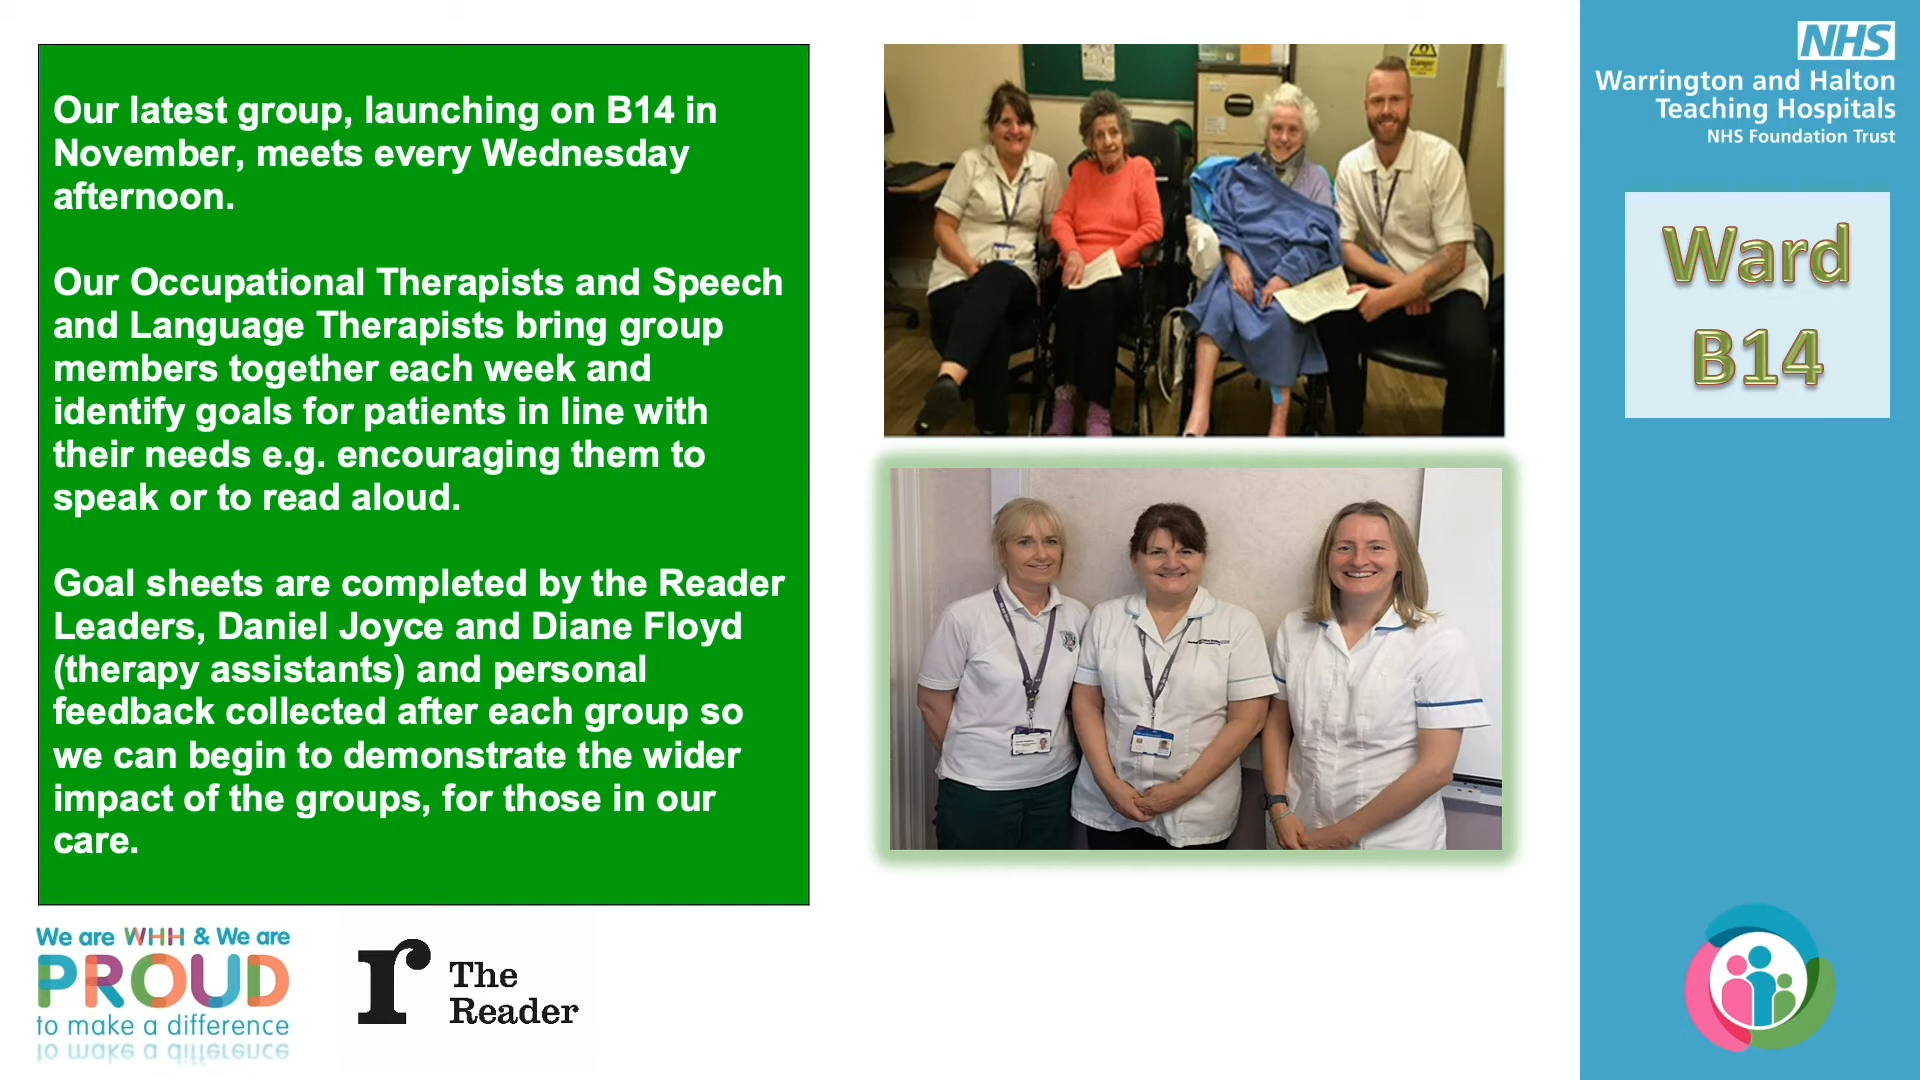 Our latest group, launching on B14 in
November, meets every Wednesday
afternoon.
Our Occupational Therapists and Speech
and Language Therapists bring group
members together each week and
identify goals for patients in line with
their needs e.g. encouraging them to
speak or to read aloud.
Goal sheets are completed by the Reader
Leaders, Daniel Joyce and Diane Floyd
(therapy assistants) and personal
feedback collected after each group so
we can begin to demonstrate the wider
impact of the groups, for those in our
care.
We are WHH & We are
PROUD
to make a difference
The
Reader
Danger
NHS
Warrington and Halton
Teaching Hospitals
NHS Foundation Trust
Ward
B14